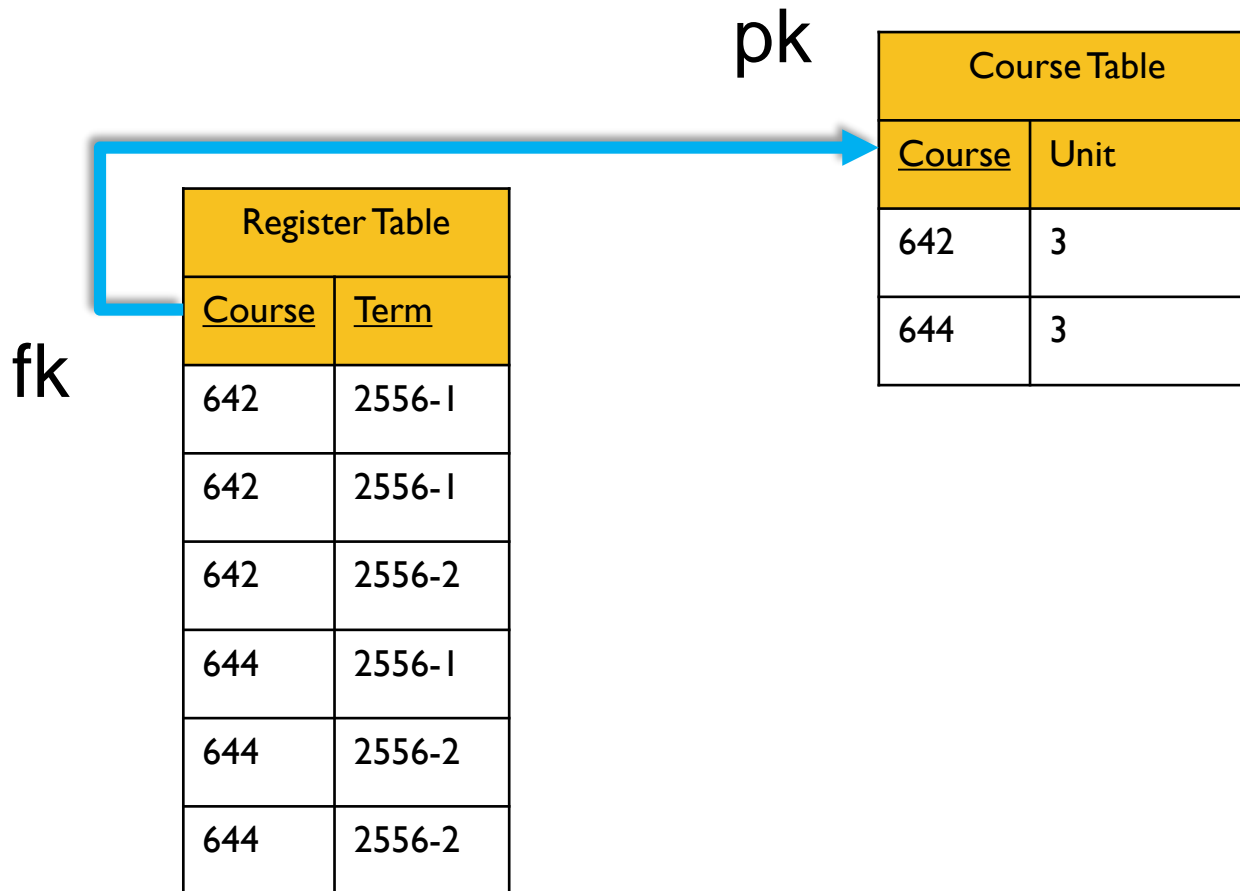 pk
Course Table
Course Unit
642 3
644 3
Register Table
Course Term
fk
642 2556-1
642 2556-1
642 2556-2
644 2556-1
644 2556-2
644 2556-2